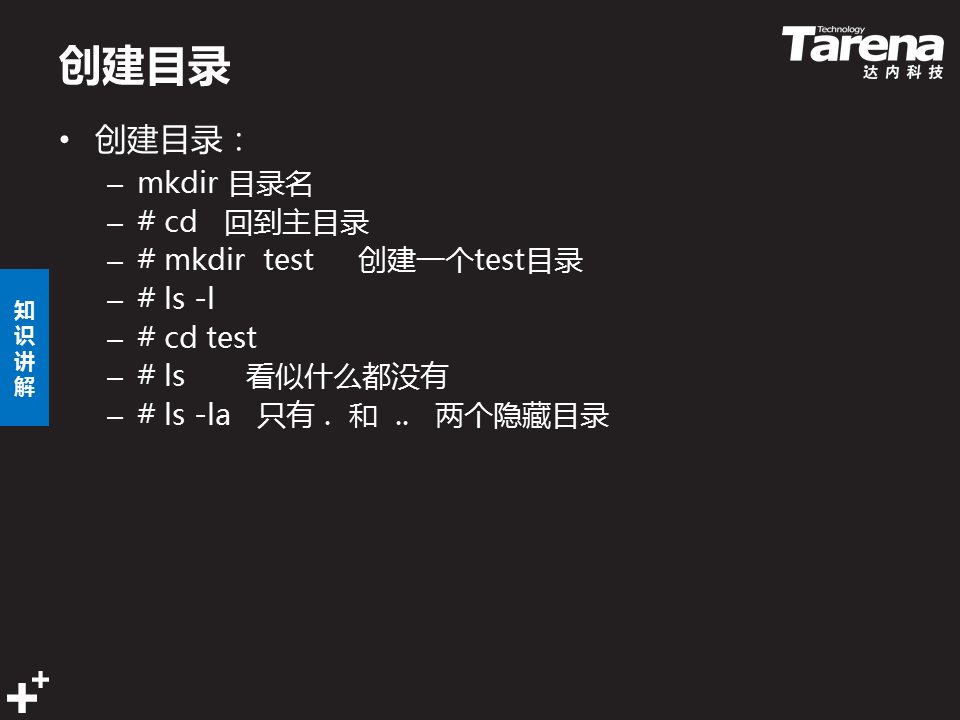 创建目录
Technology
Tarena
达内科技
• 创建目录：
– mkdir 目录名
– # cd 回到主目录
– # mkdir test 创建一个test目录
– # ls -l
– # cd test
– # ls 看似什么都没有
– # ls -la 只有 . 和 .. 两个隐藏目录
知识讲解